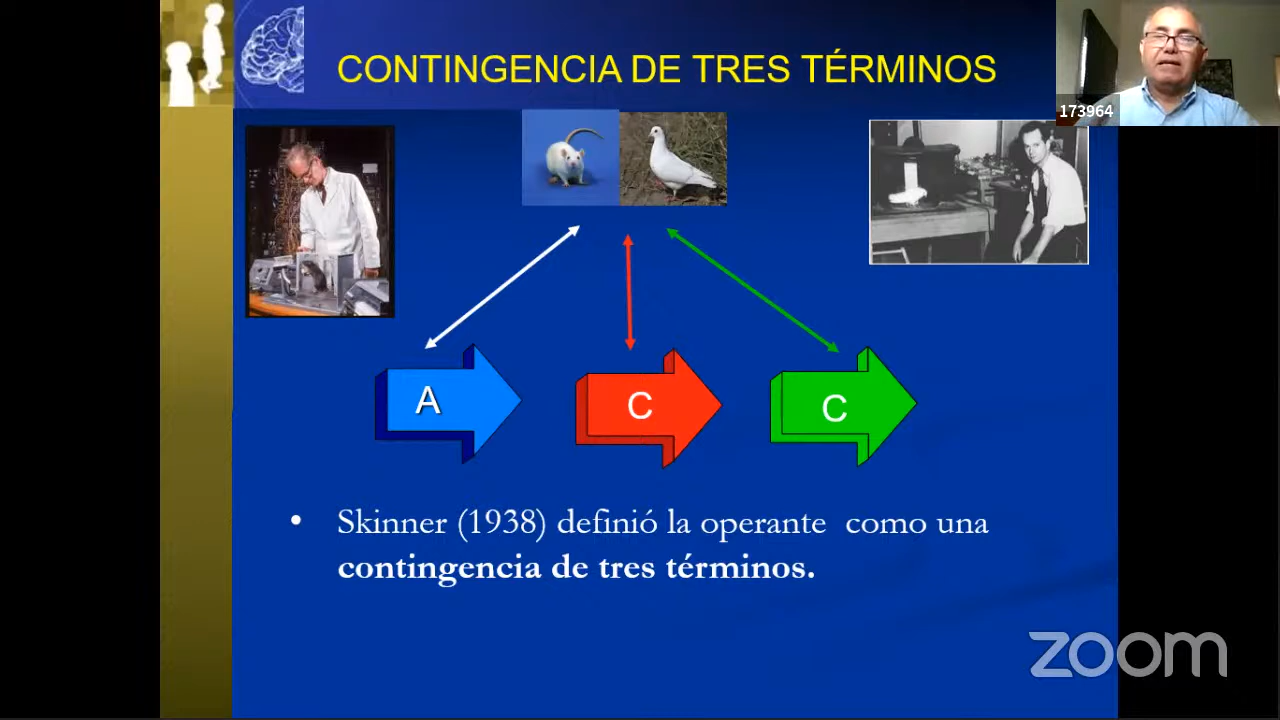 CONTINGENCIA DE TRES TÉRMINOS
173964
A
C
C
• Skinner (1938) definió la operante como una
contingencia de tres términos.
zoom